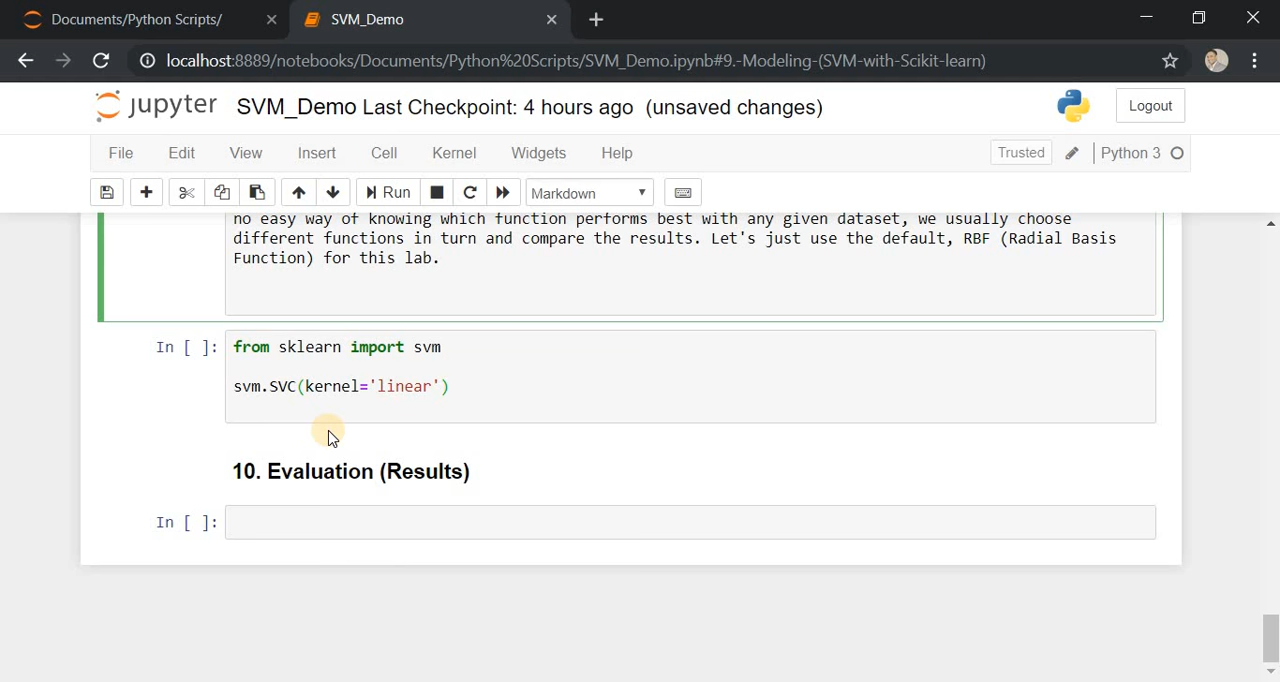 Documents/Python Scripts/
SVM_Demo
localhost:8889/notebooks/Documents/Python%20Scripts/SVM_Demo.ipynb#9.-Modeling-(SVM-with-Scikit-learn)
jupyter SVM_Demo Last Checkpoint: 4 hours ago (unsaved changes)
Logout
File Edit View Insert Cell Kernel Widgets Help
Trusted Python 3
Run Markdown
no easy way of knowing which function performs best with any given dataset, we usually choose
different functions in turn and compare the results. Let's just use the default, RBF (Radial Basis
Function) for this lab.
In [ ]: from sklearn import svm
svm.SVC(kernel='linear')
10. Evaluation (Results)
In [ ]: